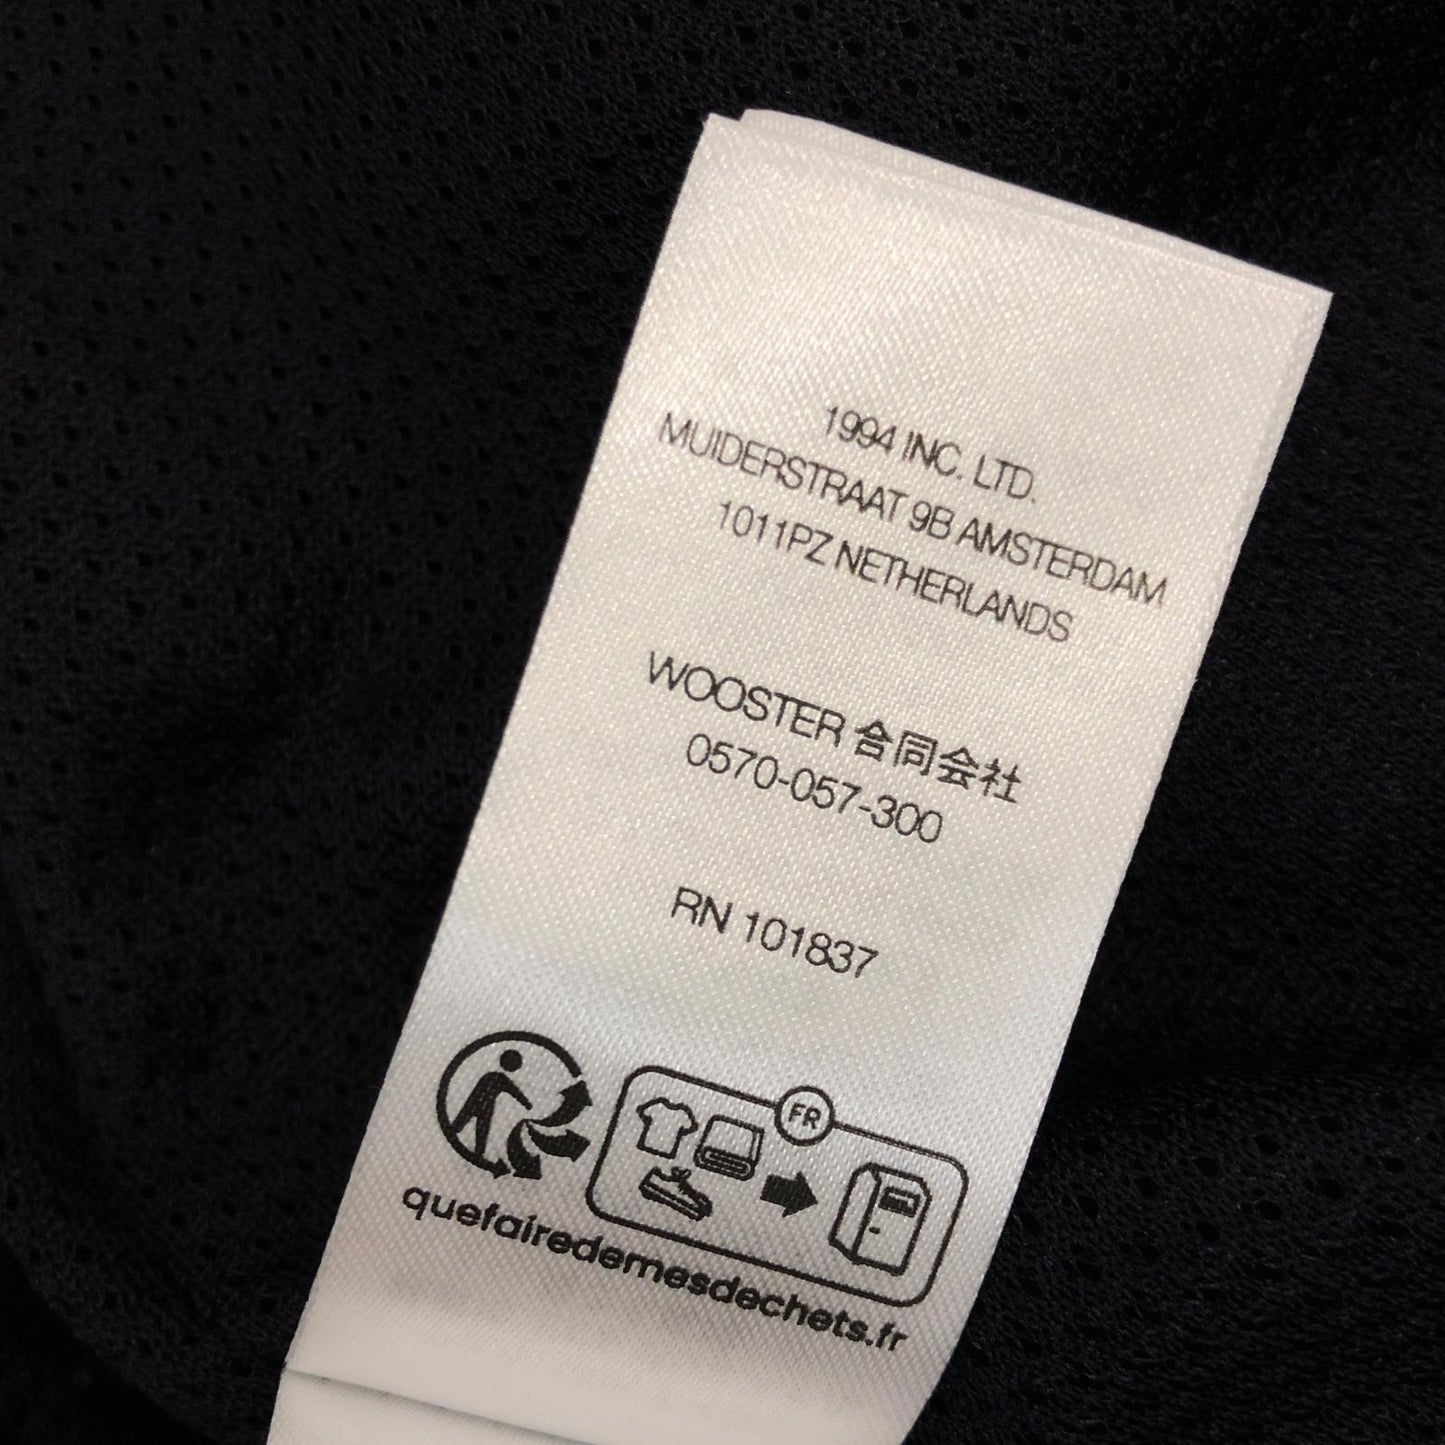 1994 INC. LTD.
MUIDERSTRAAT 9B AMSTERDAM
1011PZ NETHERLANDS
WOOSTER 合同会社
0570-057-300
RN 101837
FR
quefairedemesdechets.fr